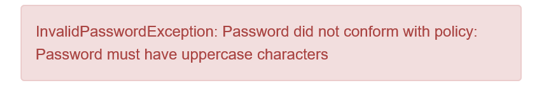 InvalidPasswordException: Password did not conform with policy:
Password must have uppercase characters